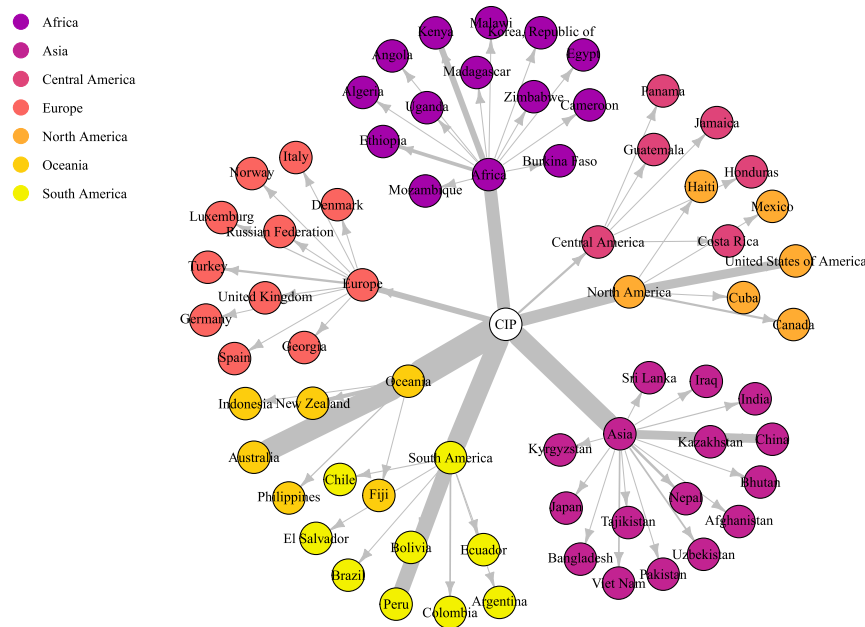 Africa
Asia
Central America
Europe
North America
Oceania
South America
Malawi
Kenya
Korea, Republic of
Angola
Egypt
Madagascar
Algeria
Zimbabwe
Cameroon
Uganda
Ethiopia
Burkina Faso
Africa
Mozambique
Panama
Jamaica
Guatemala
Honduras
Haiti
Mexico
Central America
Costa Rica
United States of America
North America
Cuba
Canada
Italy
Norway
Denmark
Luxemburg
Russian Federation
Turkey
Europe
United Kingdom
Germany
Georgia
Spain
CIP
Oceania
Indonesia
New Zealand
Australia
Philippines
Fiji
South America
Chile
El Salvador
Bolivia
Ecuador
Brazil
Peru
Colombia
Argentina
Sri Lanka
Iraq
India
Asia
Kazakhstan
China
Kyrgyzstan
Bhutan
Nepal
Japan
Tajikistan
Afghanistan
Bangladesh
Uzbekistan
Viet Nam
Pakistan